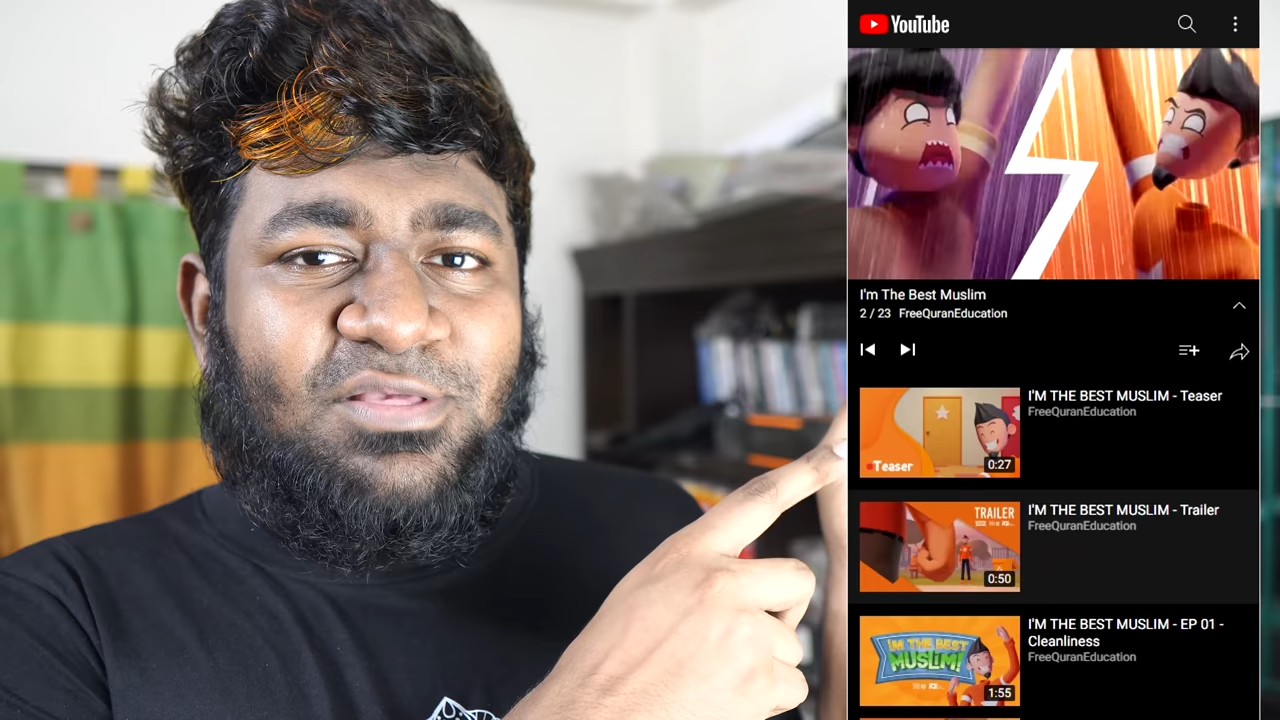 YouTube
I'm The Best Muslim
2 / 23 FreeQuranEducation
I'M THE BEST MUSLIM - Teaser
FreeQuranEducation
Teaser
0:27
I'M THE BEST MUSLIM - Trailer
FreeQuranEducation
TRAILER
0:50
I'M THE BEST MUSLIM - EP 01 -
Cleanliness
FreeQuranEducation
I'M THE BEST
MUSLIM!
1:55